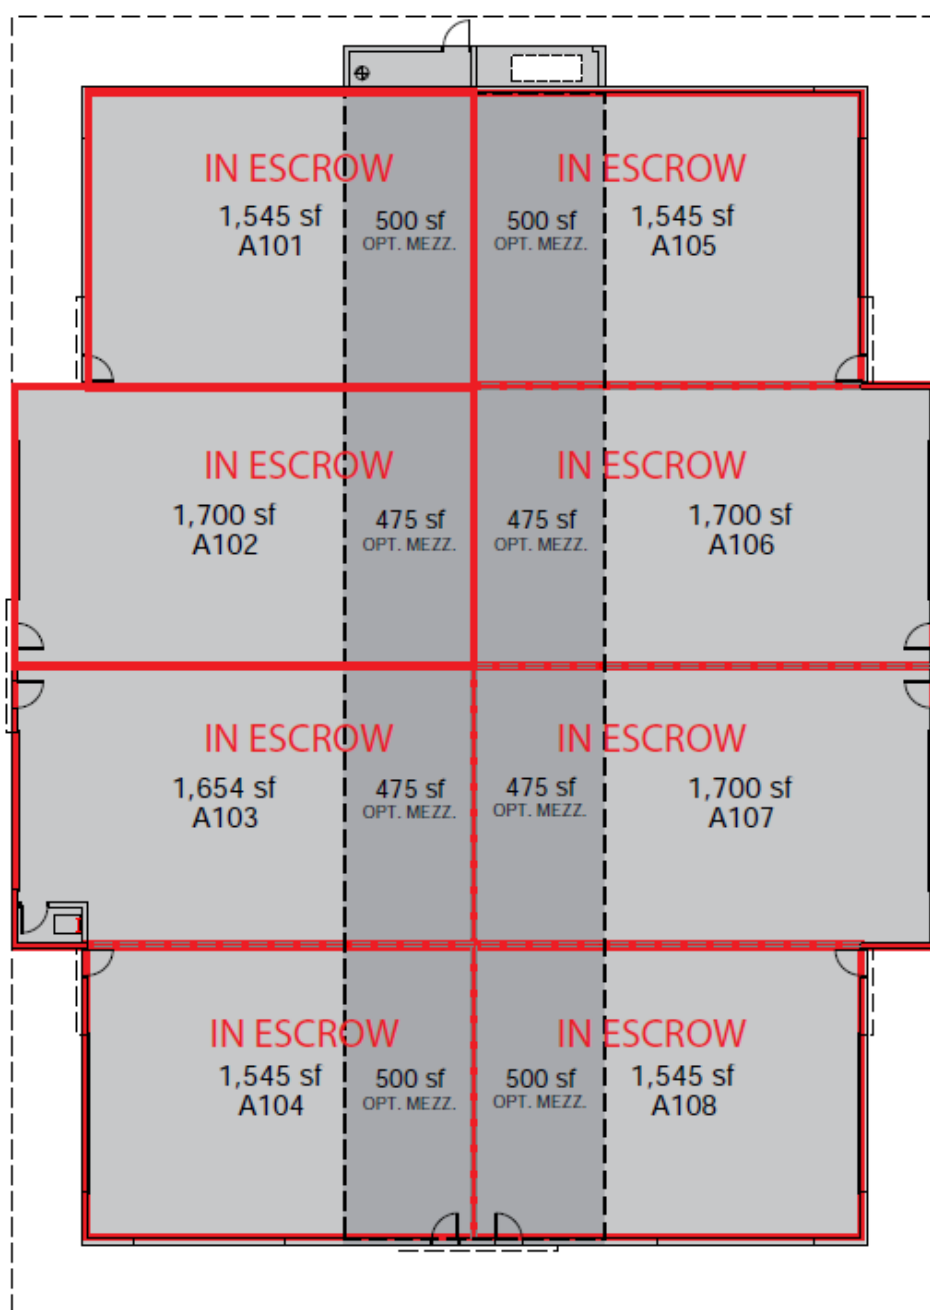 IN ESCROW
1,545 sf
A101
500 sf
OPT. MEZZ.
IN ESCROW
500 sf
OPT. MEZZ.
1,545 sf
A105
IN ESCROW
1,700 sf
A102
475 sf
OPT. MEZZ.
IN ESCROW
475 sf
OPT. MEZZ.
1,700 sf
A106
IN ESCROW
1,654 sf
A103
475 sf
OPT. MEZZ.
IN ESCROW
475 sf
OPT. MEZZ.
1,700 sf
A107
IN ESCROW
1,545 sf
A104
500 sf
OPT. MEZZ.
IN ESCROW
500 sf
OPT. MEZZ.
1,545 sf
A108